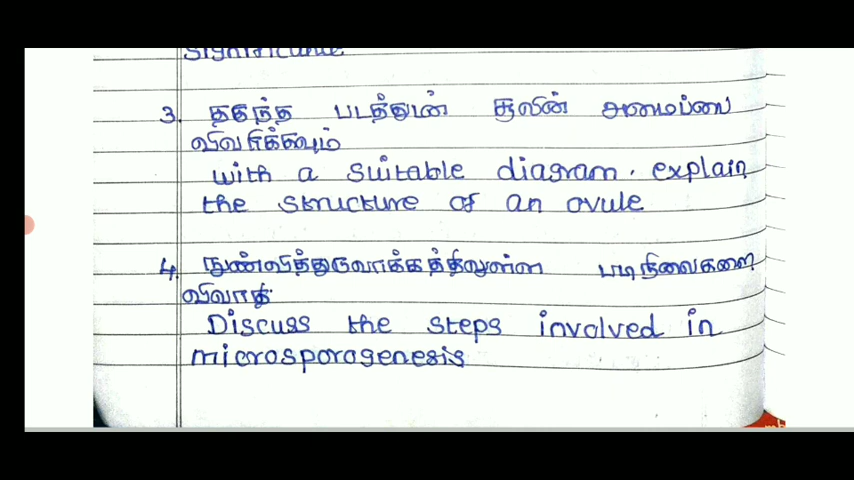 Significance
3. தகுந்த படத்துடன் சூலின் அமைப்பை
விவரிக்கவும்
with a suitable diagram. explain
the structure of an ovule
4. நுண்வித்துருவாக்கத்திலுள்ள படிநிலைகளை
விவாதி.
Discuss the steps involved in
microsporogenesis